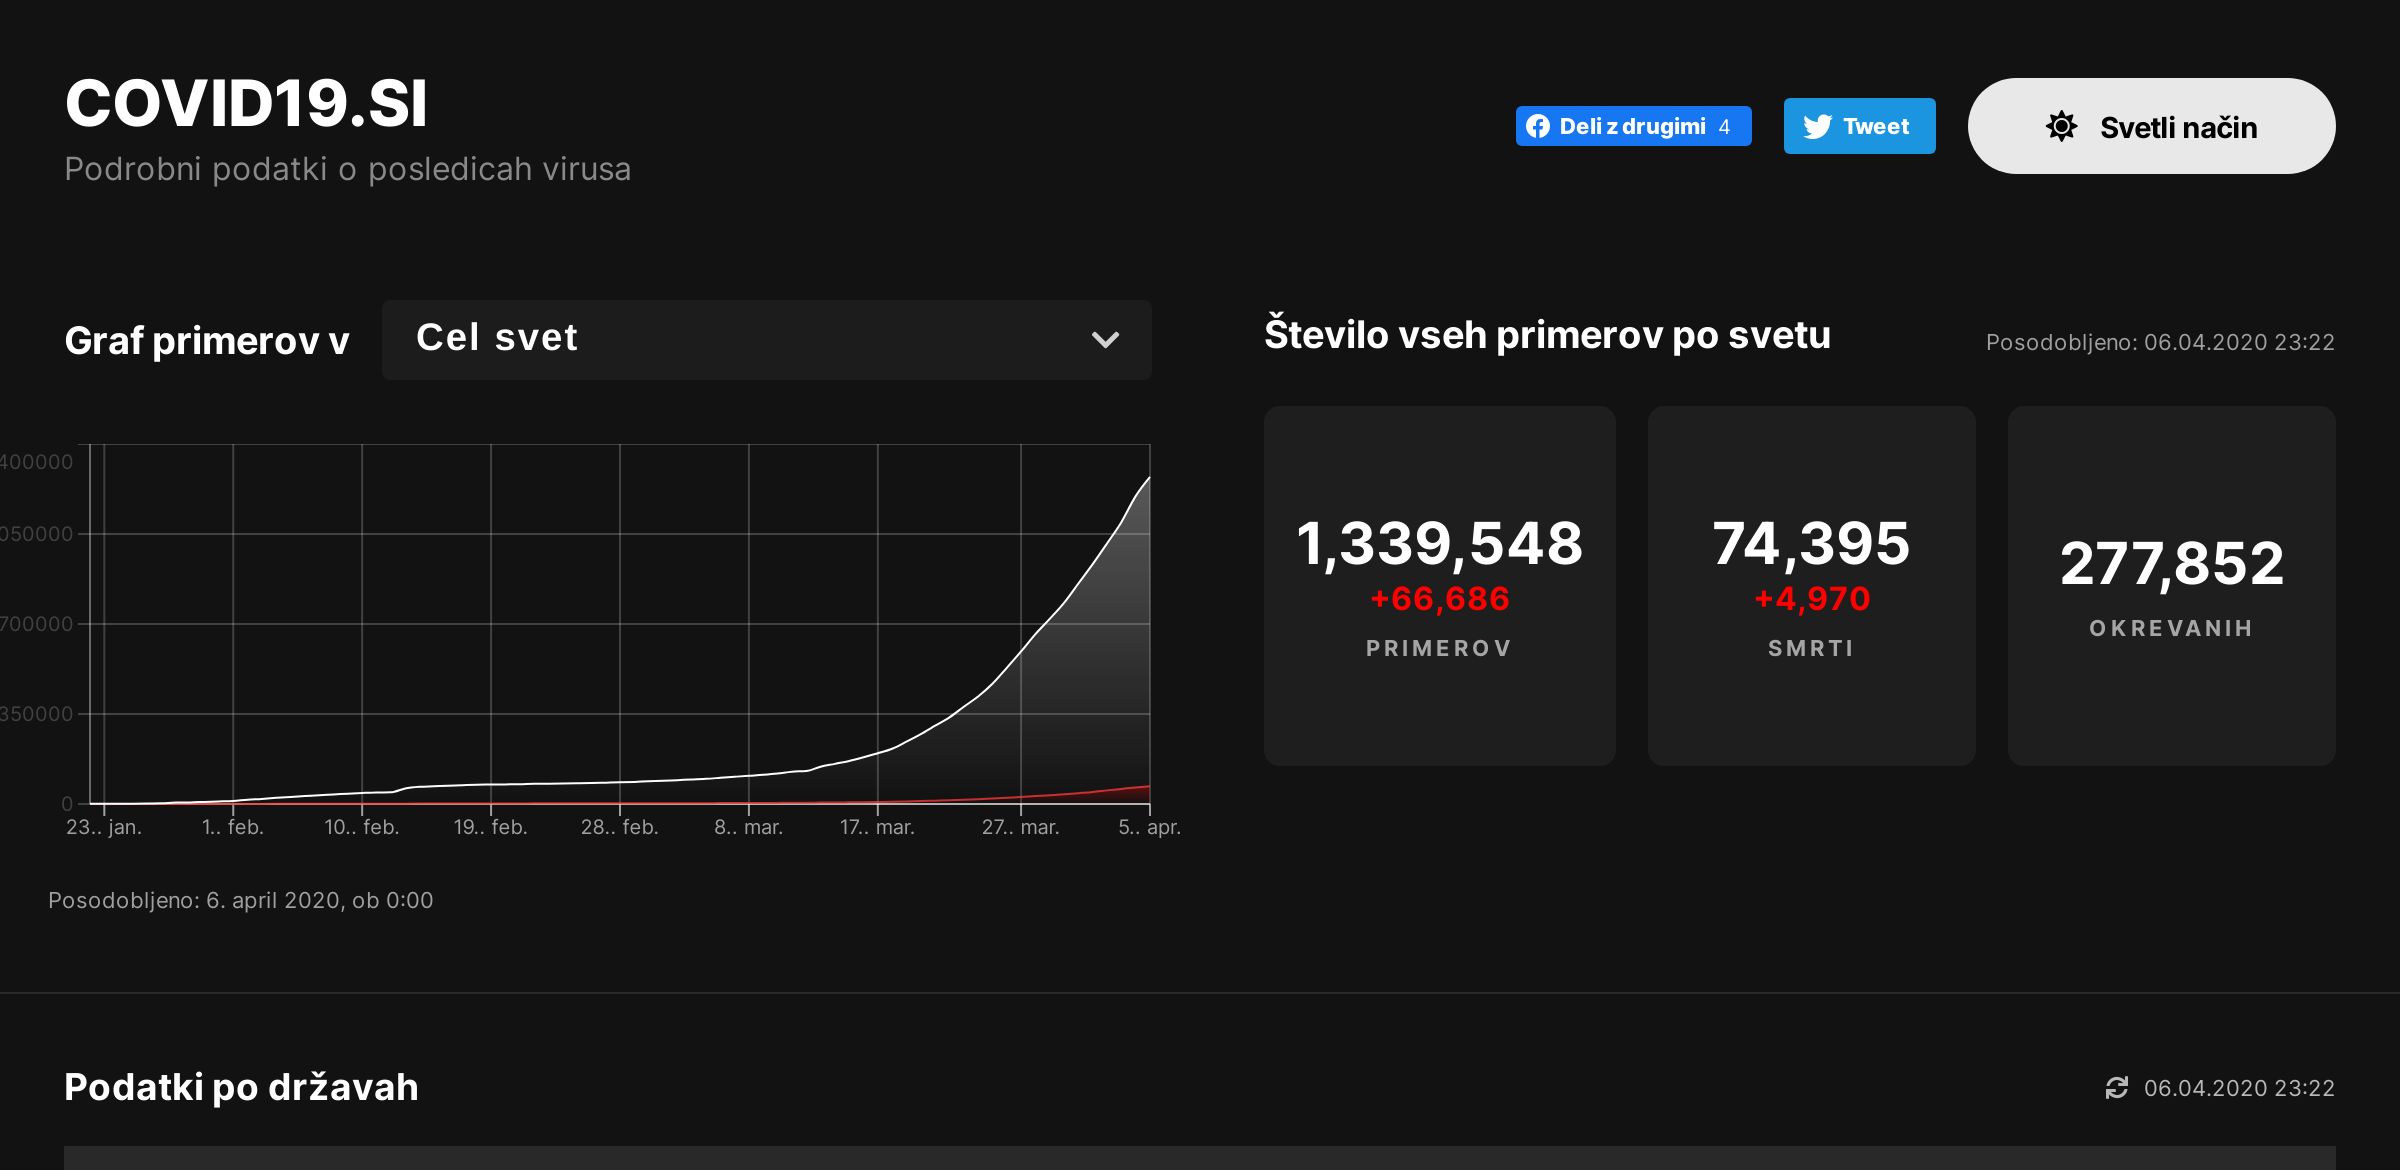 COVID19.SI
Podrobni podatki o posledicah virusa
Deli z drugimi 4
Tweet
Svetli način
Graf primerov v
Cel svet
400000
050000
700000
350000
0
23.. jan. 1.. feb. 10.. feb. 19.. feb. 28.. feb. 8.. mar. 17.. mar. 27.. mar. 5.. apr.
Posodobljeno: 6. april 2020, ob 0:00
Število vseh primerov po svetu
Posodobljeno: 06.04.2020 23:22
1,339,548
+66,686
PRIMEROV
74,395
+4,970
SMRTI
277,852
OKREVANIH
Podatki po državah
06.04.2020 23:22